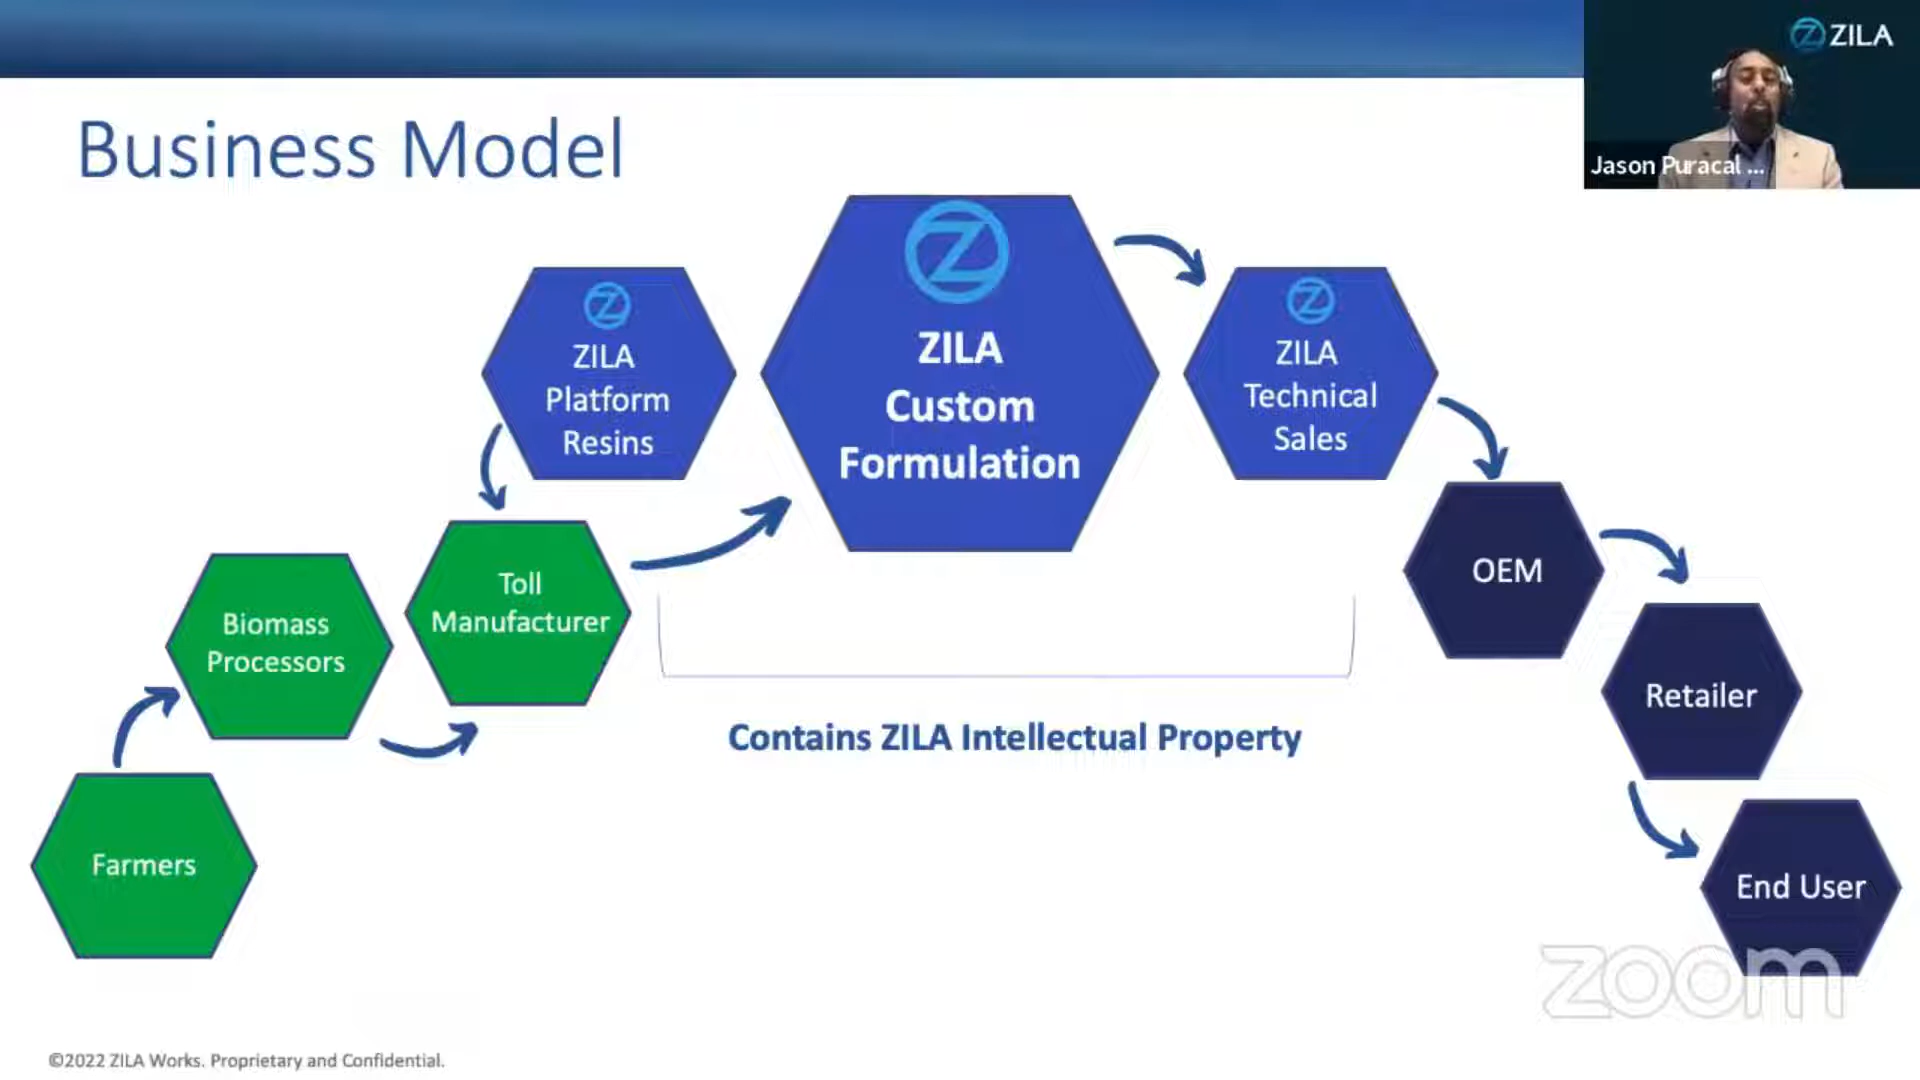 ZILA
Jason Puracal ...
Business Model
Z
ZILA
Platform
Resins
Z
ZILA
Custom
Formulation
Z
ZILA
Technical
Sales
Toll
Manufacturer
Biomass
Processors
Farmers
OEM
Retailer
End User
Contains ZILA Intellectual Property
zoom
©2022 ZILA Works. Proprietary and Confidential.